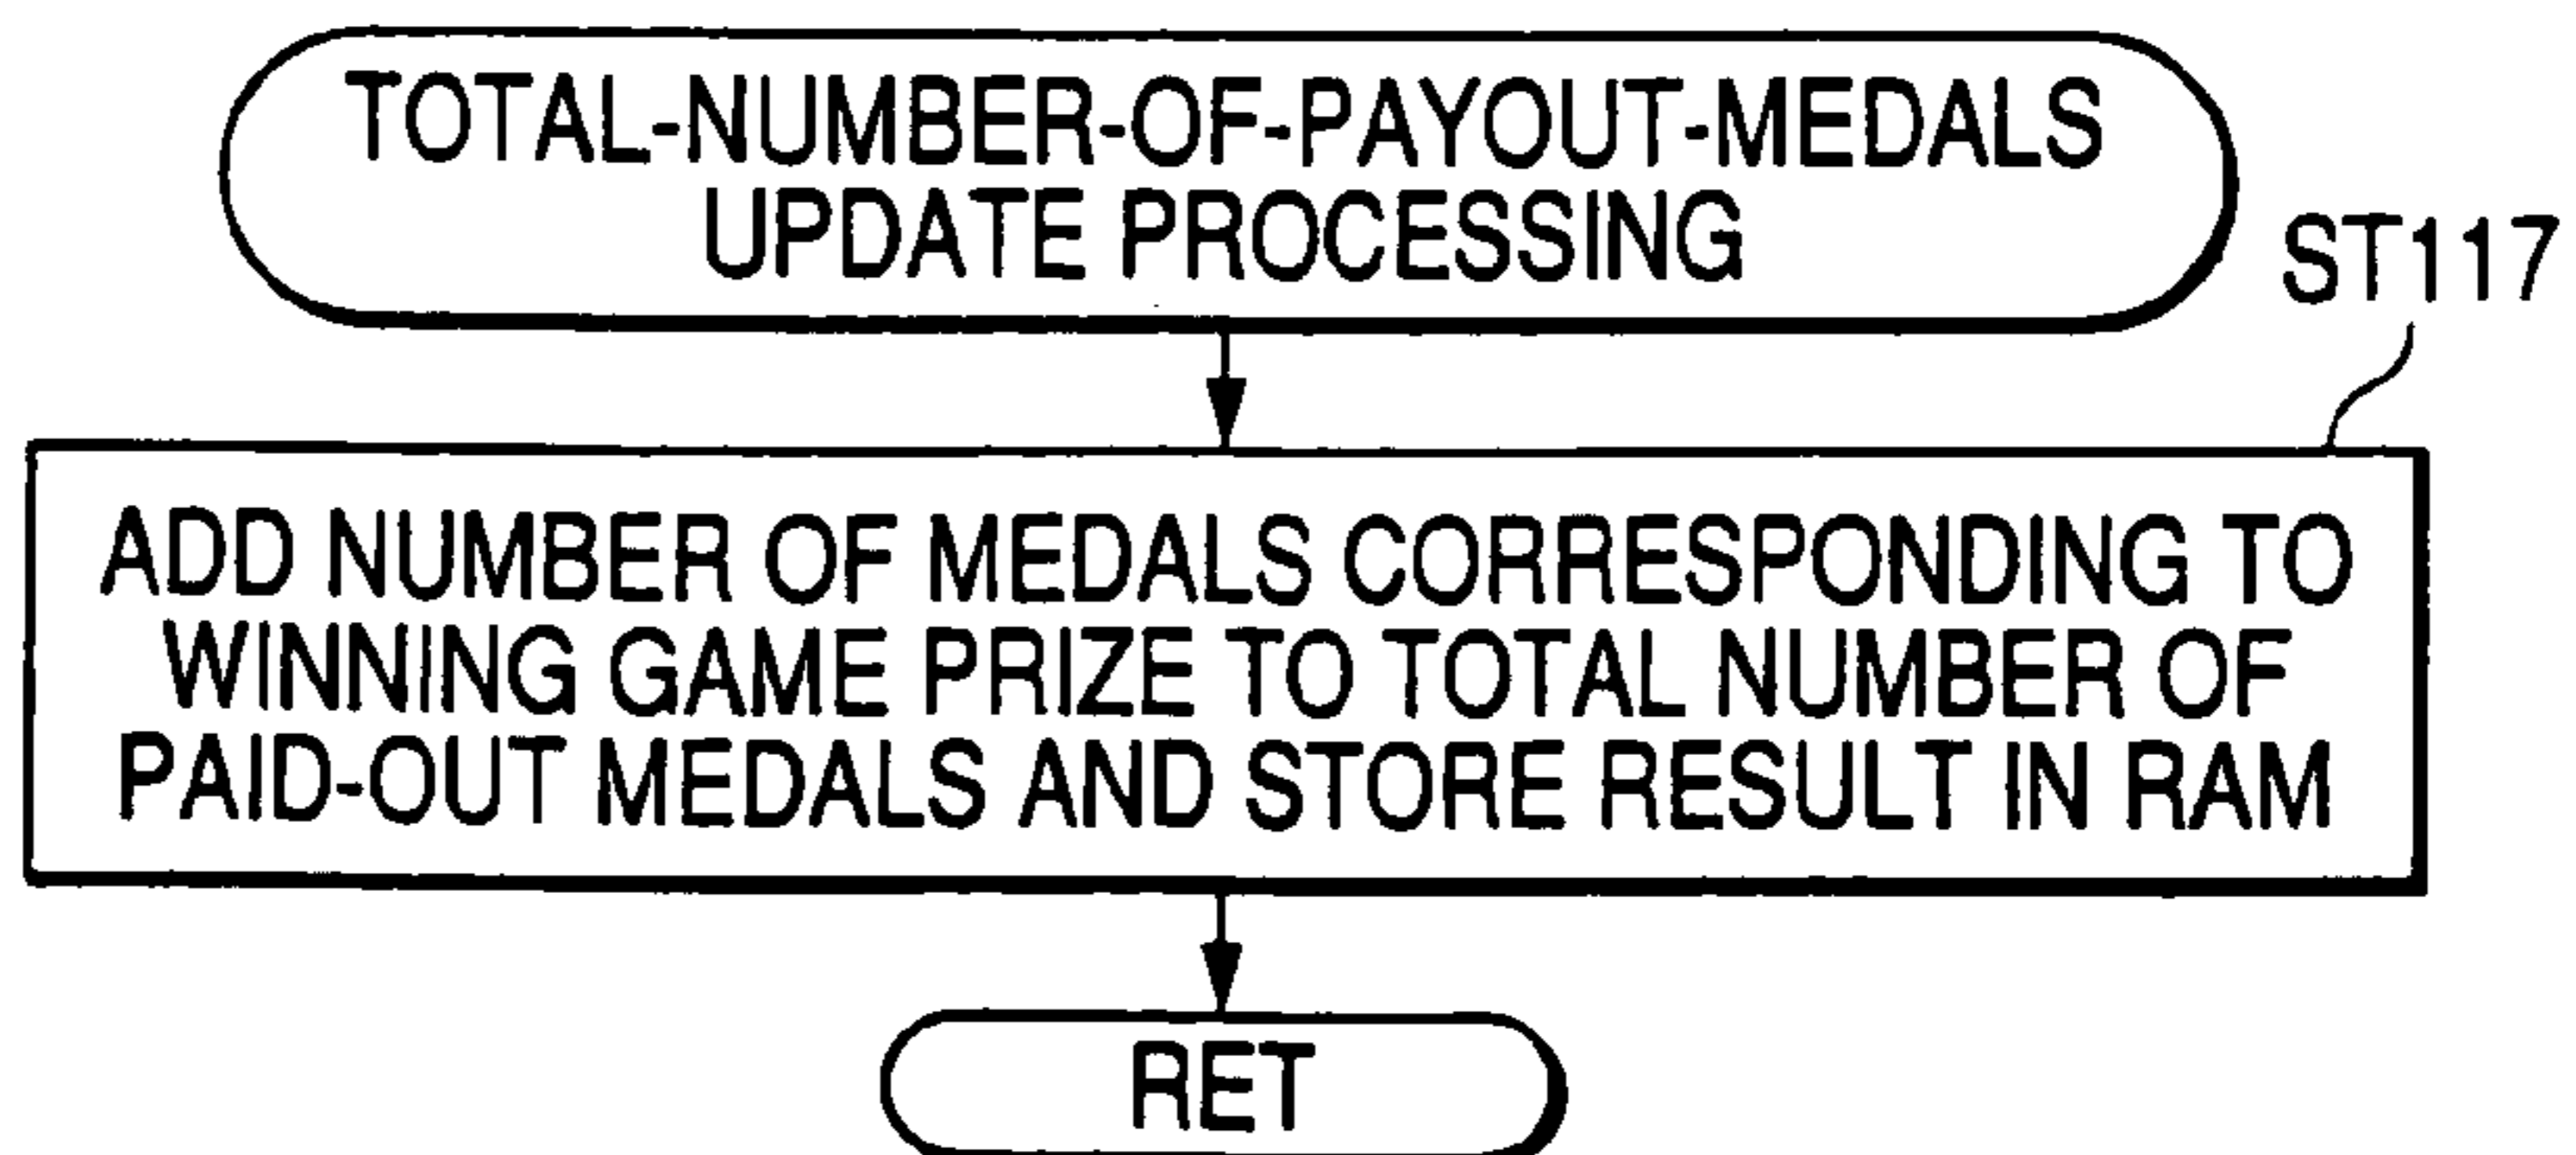 TOTAL-NUMBER-OF-PAYOUT-MEDALS
UPDATE PROCESSING
ST117
ADD NUMBER OF MEDALS CORRESPONDING TO
WINNING GAME PRIZE TO TOTAL NUMBER OF
PAID-OUT MEDALS AND STORE RESULT IN RAM
RET